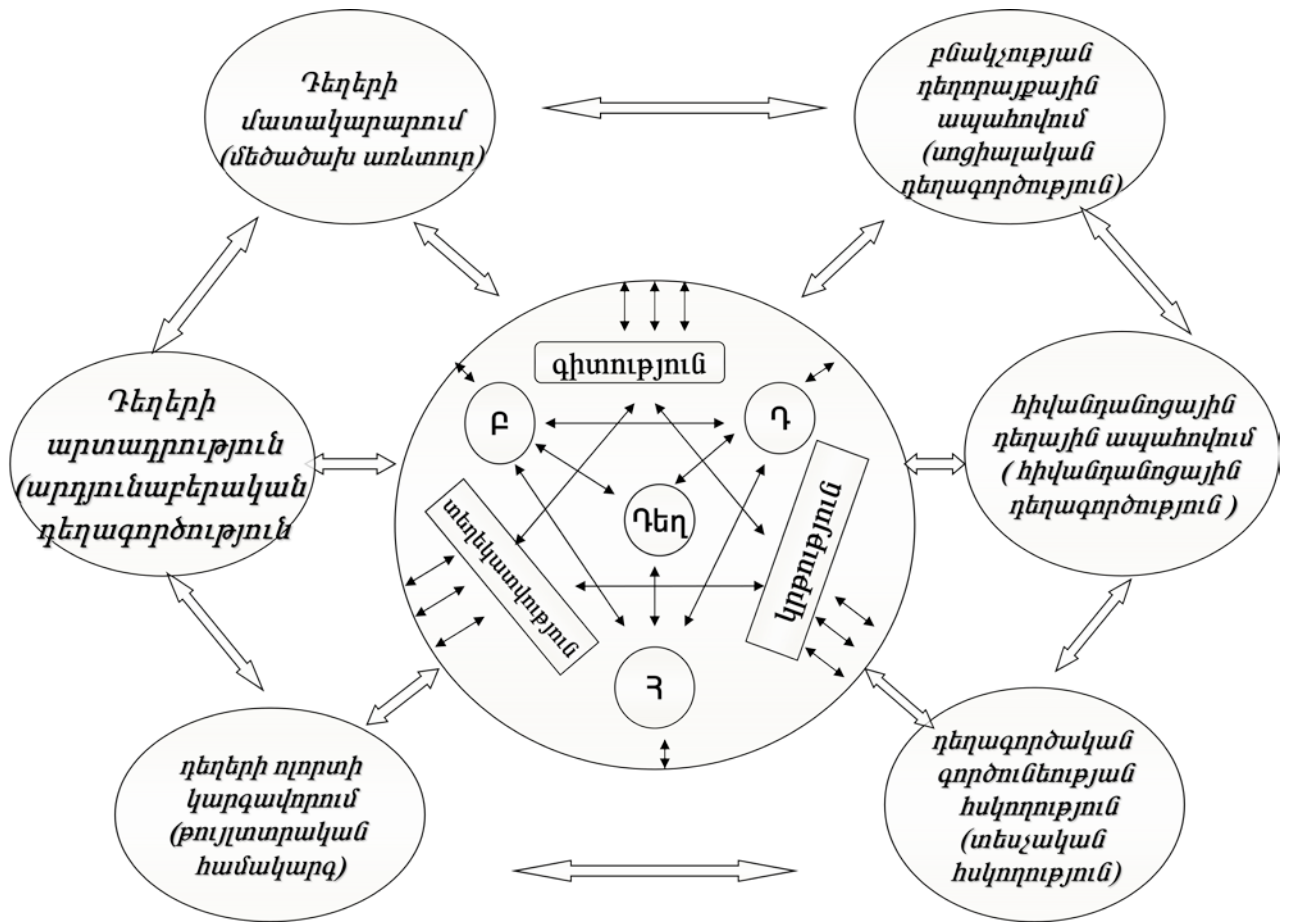 Դեղերի
մատակարարում
(մեծածախ առևտուր)
բնակչության
դեղորայքային
ապահովում
(սոցիալական
դեղագործություն)
Դեղերի
արտադրություն
(արդյունաբերական
դեղագործություն
գիտություն
Բ
Դ
Դեղ
տեղեկատվություն
կրթություն
Հ
հիվանդանոցային
դեղային ապահովում
( հիվանդանոցային
դեղագործություն )
դեղերի ոլորտի
կարգավորում
(թույլտտրական
համակարգ)
դեղագործական
գործունեության
հսկողություն
(տեսչական
հսկողություն)